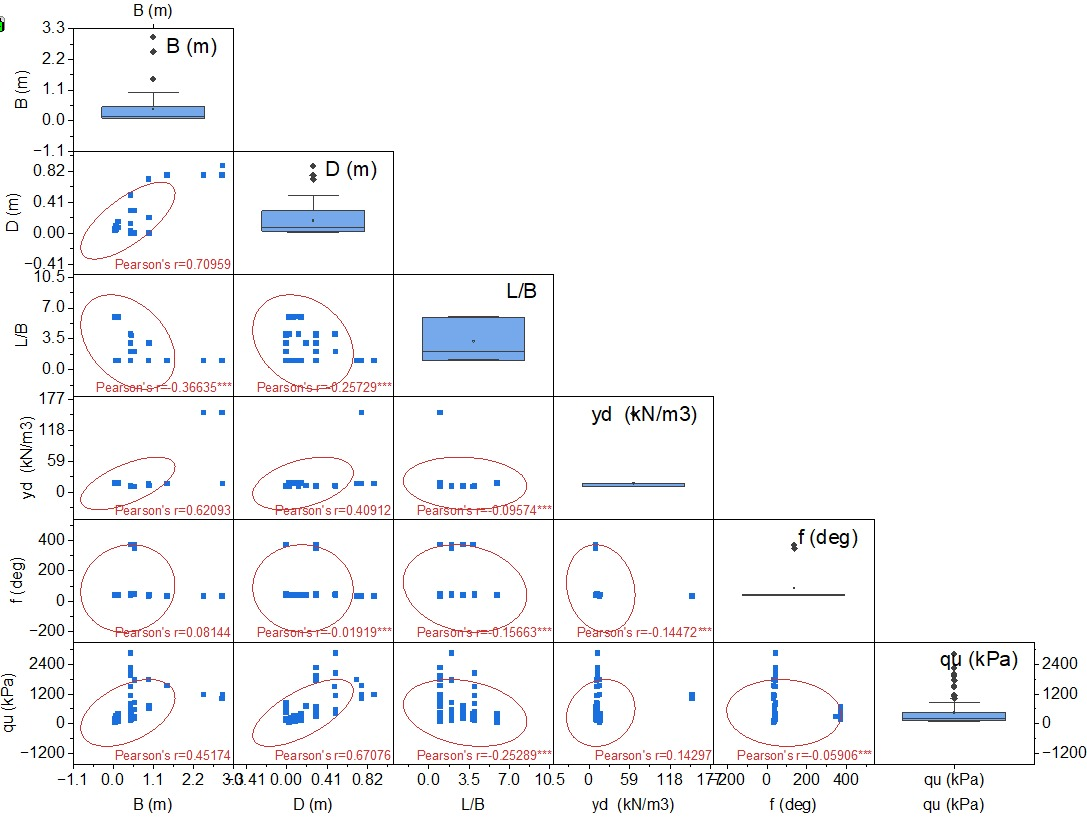 B (m)
3.3
2.2
1.1
0.0
−1.1
B (m)
B (m)
0.82
0.41
0.00
−0.41
D (m)
Pearson's r=0.70959
D (m)
10.5
7.0
3.5
0.0
L/B
Pearson's r=-0.36635***
Pearson's r=-0.25729***
L/B
177
118
59
0
yd (kN/m3)
Pearson's r=0.62093
Pearson's r=0.40912
Pearson's r=-0.09574***
yd (kN/m3)
400
200
0
−200
f (deg)
Pearson's r=0.08144
Pearson's r=-0.01919***
Pearson's r=-0.15663***
Pearson's r=-0.14472***
f (deg)
2400
1200
0
−1200
qu (kPa)
Pearson's r=0.45174
Pearson's r=0.67076
Pearson's r=-0.25289***
Pearson's r=0.14297
Pearson's r=-0.05906***
qu (kPa)
2400
1200
0
−1200
−1.1 0.0 1.1 2.2 0.00 0.41 0.82 0.0 3.5 7.0 10.5 0 59 118 0 200 400 qu (kPa)
B (m) D (m) L/B yd (kN/m3) f (deg) qu (kPa)